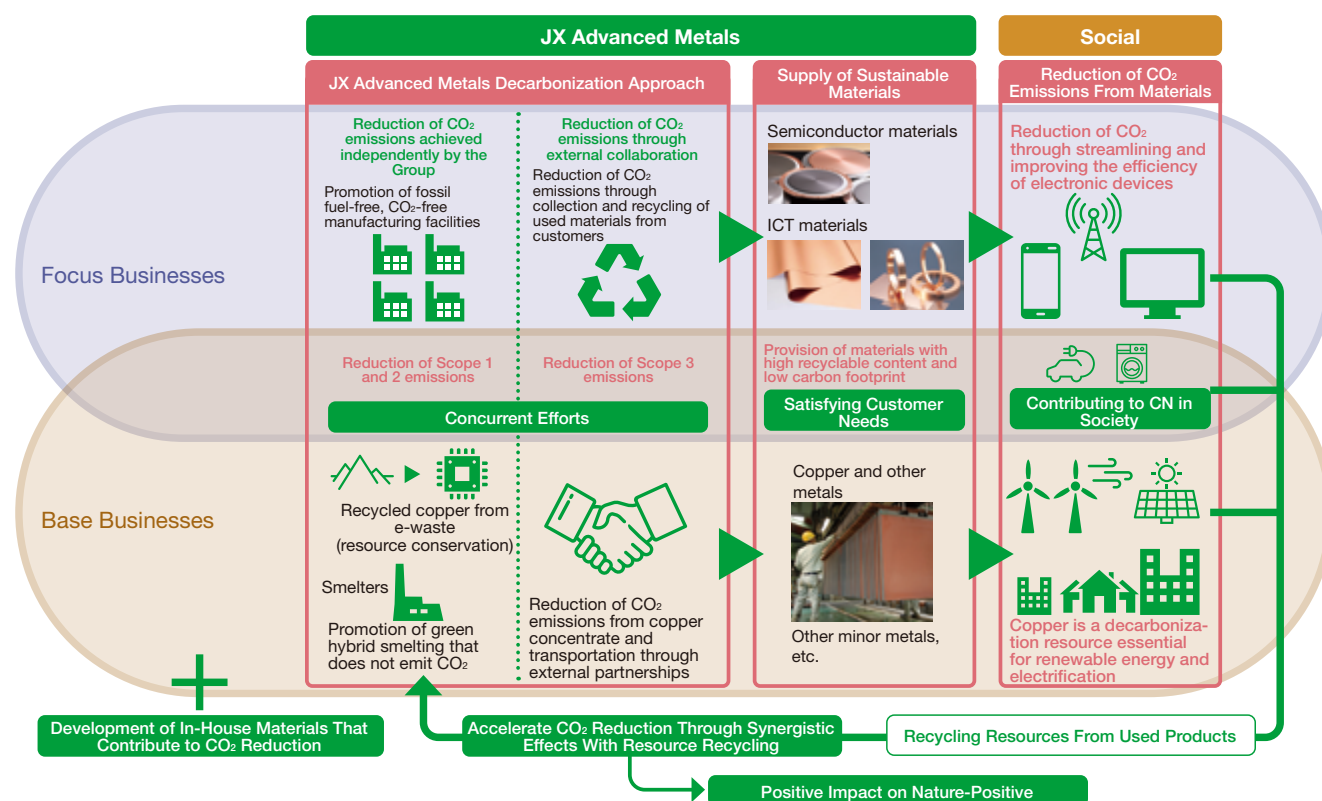 JX Advanced Metals
Social
JX Advanced Metals Decarbonization Approach
Supply of Sustainable
Materials
Reduction of CO₂
Emissions From Materials
Focus Businesses
Reduction of CO₂
emissions achieved
independently by the
Group
Promotion of fossil
fuel-free, CO₂-free
manufacturing facilities
Reduction of CO₂
emissions through
external collaboration
Reduction of CO₂
emissions through
collection and recycling of
used materials from
customers
Semiconductor materials
ICT materials
Reduction of CO₂
through streamlining and
improving the efficiency
of electronic devices
Reduction of Scope 1
and 2 emissions
Reduction of Scope 3
emissions
Provision of materials with
high recyclable content and
low carbon footprint
Concurrent Efforts
Satisfying Customer
Needs
Contributing to CN in
Society
Base Businesses
Recycled copper from
e-waste
(resource conservation)
Smelters
Promotion of green
hybrid smelting that
does not emit CO₂
Reduction of CO₂
emissions from copper
concentrate and
transportation through
external partnerships
Copper and other
metals
Other minor metals,
etc.
Copper is a decarboniza-
tion resource essential
for renewable energy and
electrification
Development of In-House Materials That
Contribute to CO₂ Reduction
Accelerate CO₂ Reduction Through Synergistic
Effects With Resource Recycling
Recycling Resources From Used Products
Positive Impact on Nature-Positive